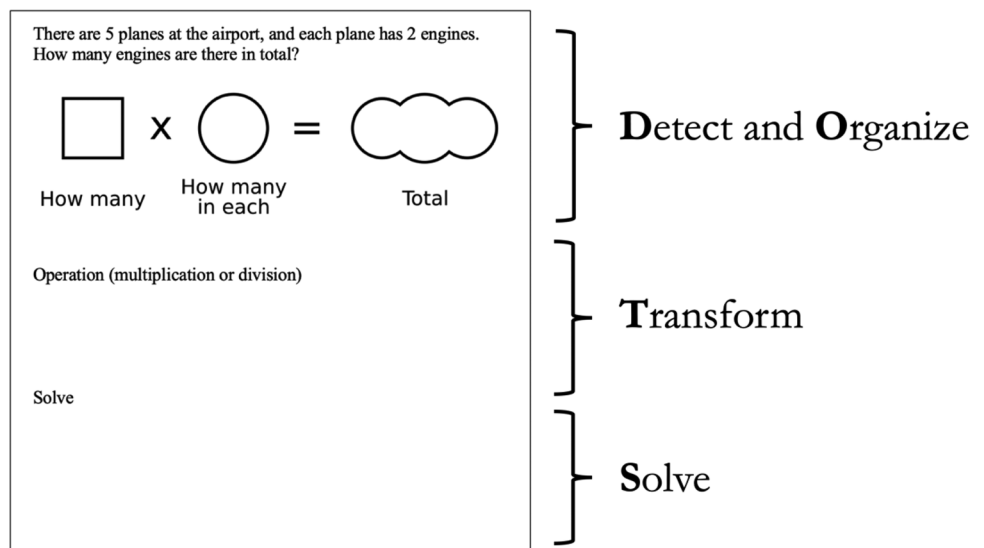 There are 5 planes at the airport, and each plane has 2 engines.
How many engines are there in total?
x =
How many
How many
in each
Total
Detect and Organize
Operation (multiplication or division)
Transform
Solve
Solve